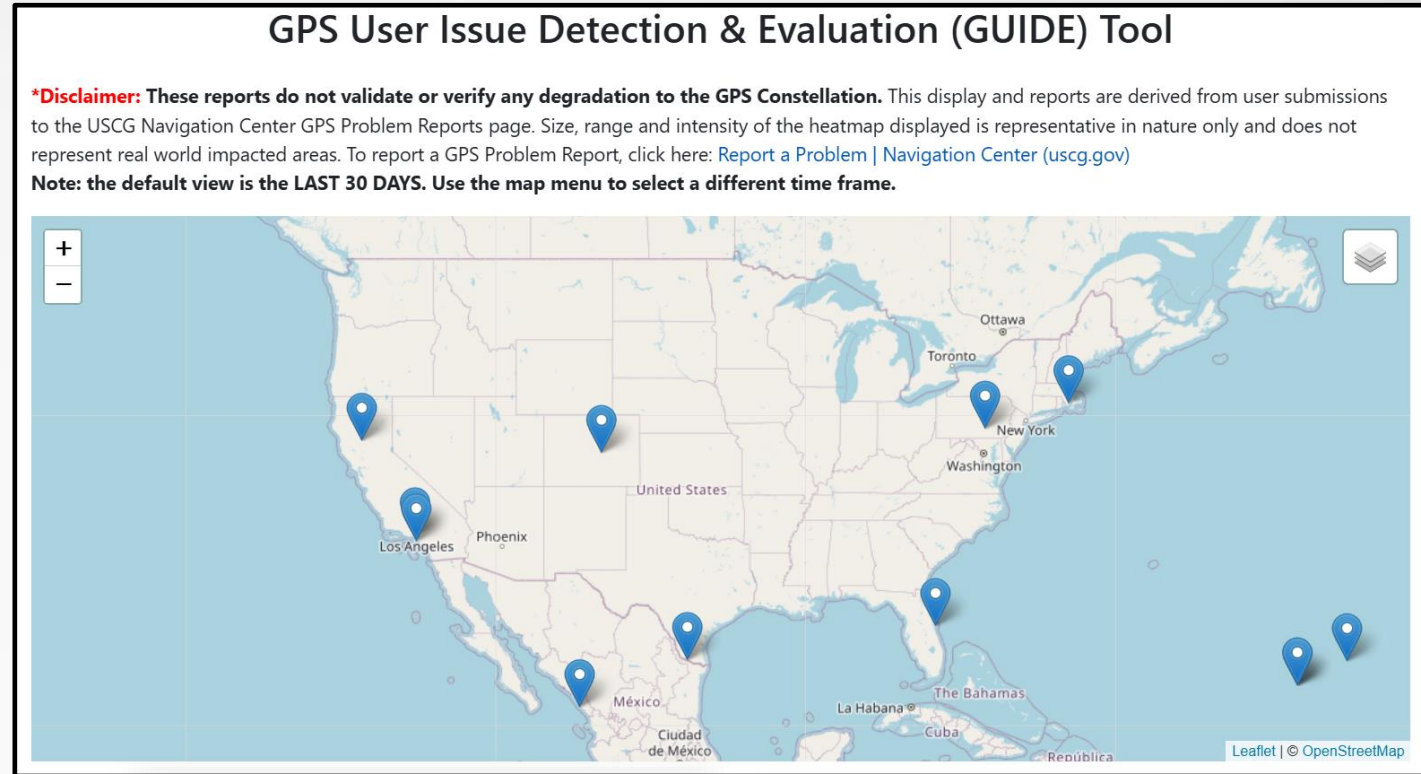 GPS User Issue Detection & Evaluation (GUIDE) Tool
*Disclaimer: These reports do not validate or verify any degradation to the GPS Constellation. This display and reports are derived from user submissions
to the USCG Navigation Center GPS Problem Reports page. Size, range and intensity of the heatmap displayed is representative in nature only and does not
represent real world impacted areas. To report a GPS Problem Report, click here: Report a Problem | Navigation Center (uscg.gov)
Note: the default view is the LAST 30 DAYS. Use the map menu to select a different time frame.
+
−
Ottawa
Toronto
New York
Washington
United States
Phoenix
Los Angeles
The Bahamas
México
La Habana
Cuba
Ciudad
de México
República
Leaflet | © OpenStreetMap